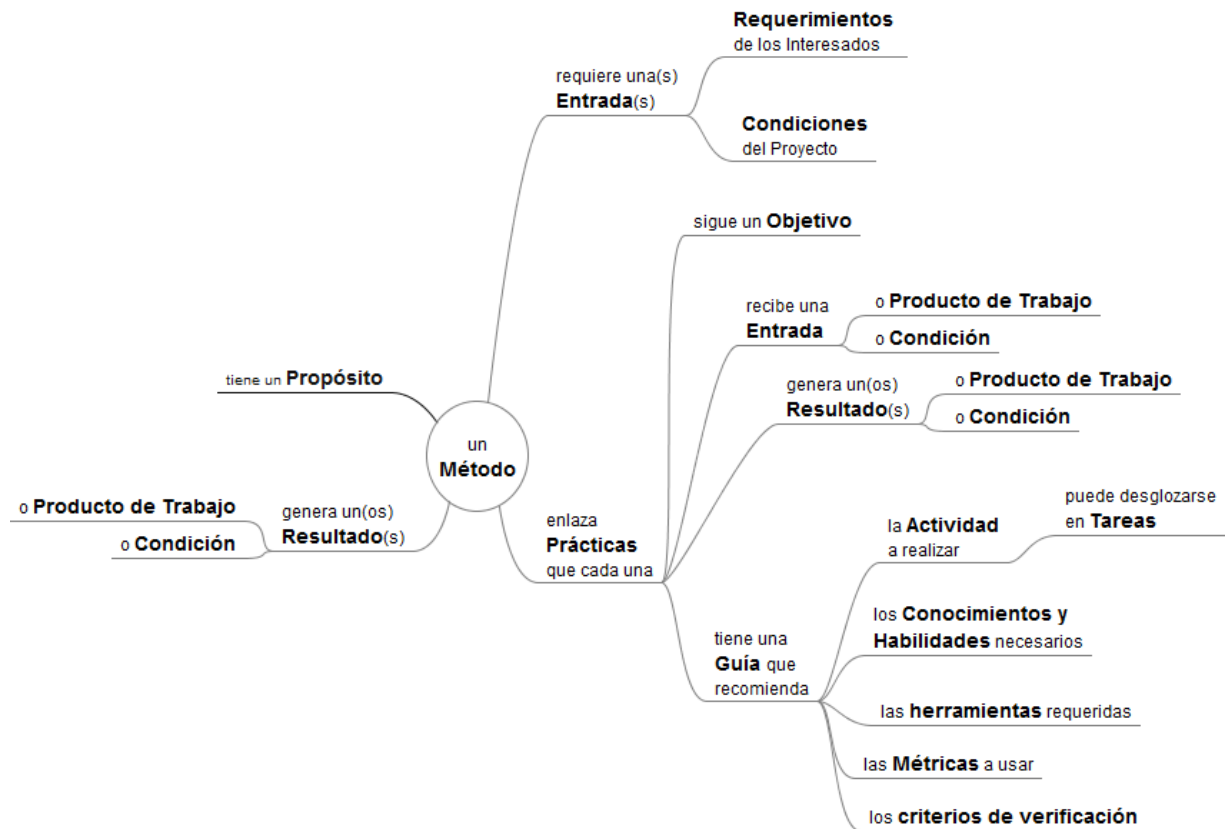 Requerimientos
de los Interesados
requiere una(s)
Entrada(s)
Condiciones
del Proyecto
sigue un Objetivo
recibe una
Entrada
o Producto de Trabajo
o Condición
genera un(os)
Resultado(s)
o Producto de Trabajo
o Condición
tiene un Propósito
un
Método
o Producto de Trabajo
o Condición
genera un(os)
Resultado(s)
enlaza
Prácticas
que cada una
tiene una
Guía que
recomienda
la Actividad
a realizar
puede desglozarse
en Tareas
los Conocimientos y
Habilidades necesarios
las herramientas requeridas
las Métricas a usar
los criterios de verificación